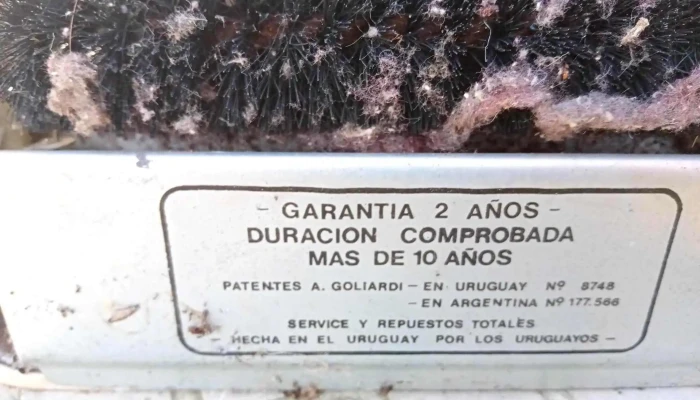 - GARANTIA 2 AÑOS -
DURACION COMPROBADA
MAS DE 10 AÑOS
PATENTES A. GOLIARDI - EN URUGUAY Nº 8748
- EN ARGENTINA Nº 177.566
SERVICE Y REPUESTOS TOTALES
- HECHA EN EL URUGUAY POR LOS URUGUAYOS -